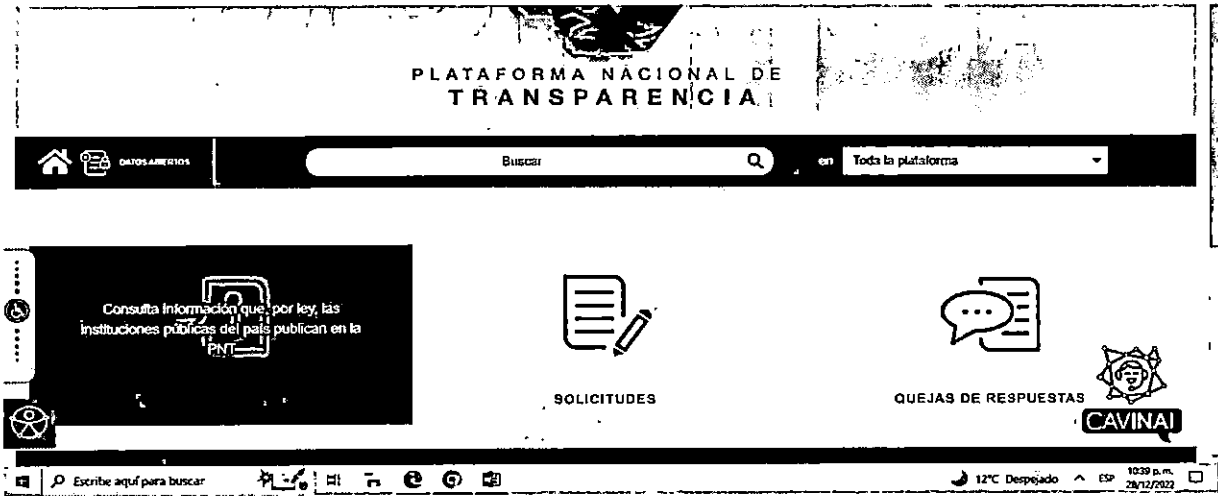 PLATAFORMA NACIONAL DE
TRANSPARENCIA
DATOS ABIERTOS
Buscar
en
Toda la plataforma
Consulta información que, por ley, las
instituciones públicas del país publican en la
PNT
SOLICITUDES
QUEJAS DE RESPUESTAS
CAVINAI
Escribe aquí para buscar
12°C Despejado
ESP
10:39 p. m.
28/12/2022